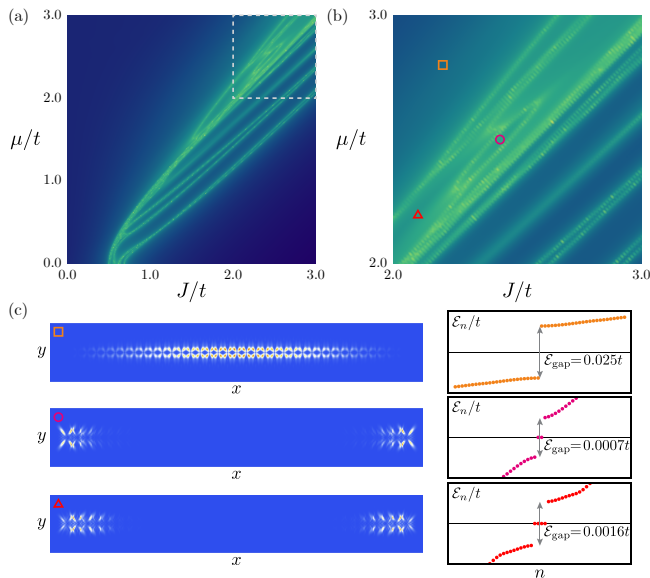 (a)
3.0
2.0
μ/t
1.0
0.0
0.0
1.0
2.0
3.0
J/t
(b)
3.0
μ/t
2.0
2.0
3.0
J/t
(c)
y
x
ℰn/t
ℰgap=0.025t
y
x
ℰn/t
ℰgap=0.0007t
y
x
ℰn/t
ℰgap=0.0016t
n